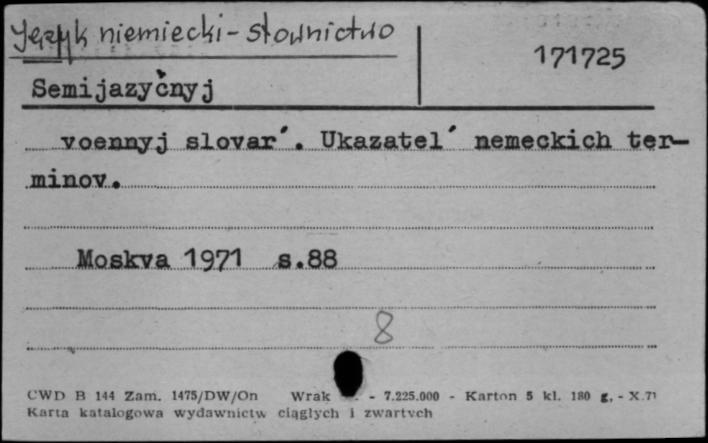 Język niemiecki - słownictwo
171725
Semijazyčnyj
voennyj slovar´. Ukazatel´ nemeckich ter-
minov.
Moskva 1971 s.88
8
CWD B 144 Zam. 1475/DW/On Wrak - 7.225.000 - Karton 5 kl. 180 g, - X.71
Karta katalogowa wydawnictw ciągłych i zwartych